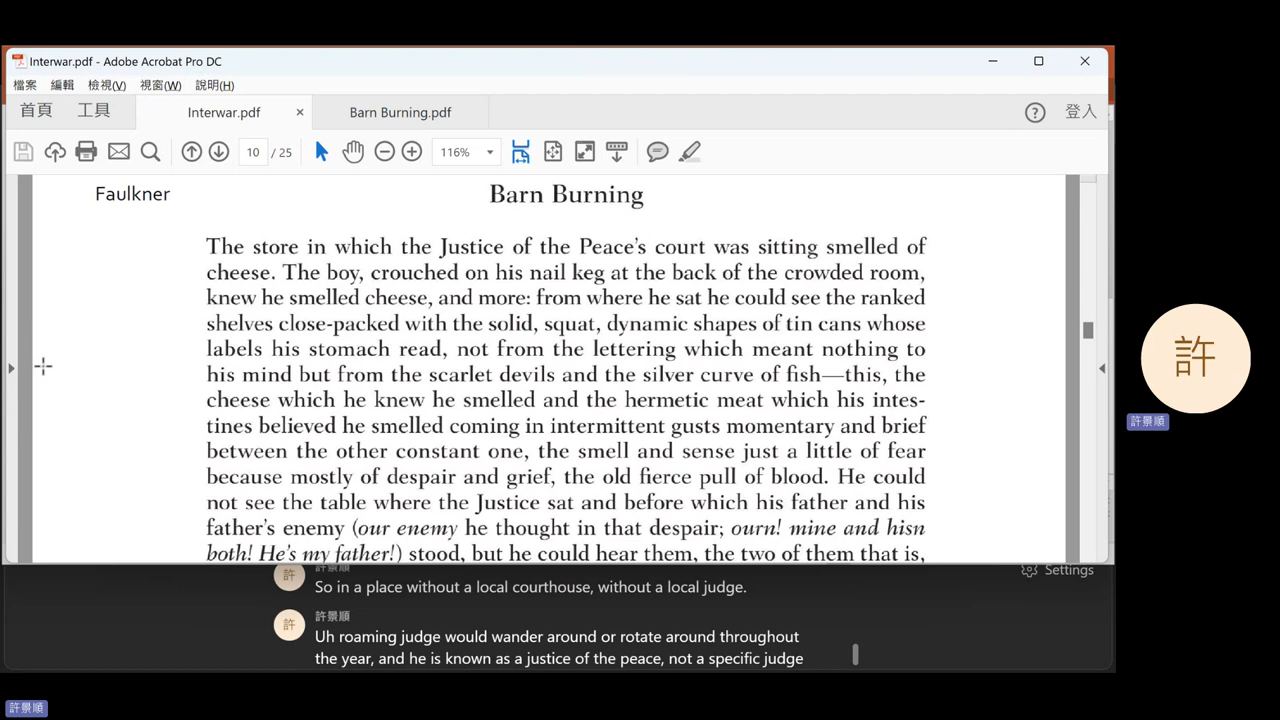 Interwar.pdf - Adobe Acrobat Pro DC
檔案 編輯 檢視(V) 視窗(W) 說明(H)
首頁 工具 Interwar.pdf × Barn Burning.pdf ? 登入
10 / 25 116%
Faulkner
Barn Burning
The store in which the Justice of the Peace's court was sitting smelled of
cheese. The boy, crouched on his nail keg at the back of the crowded room,
knew he smelled cheese, and more: from where he sat he could see the ranked
shelves close-packed with the solid, squat, dynamic shapes of tin cans whose
labels his stomach read, not from the lettering which meant nothing to
his mind but from the scarlet devils and the silver curve of fish—this, the
cheese which he knew he smelled and the hermetic meat which his intes-
tines believed he smelled coming in intermittent gusts momentary and brief
between the other constant one, the smell and sense just a little of fear
because mostly of despair and grief, the old fierce pull of blood. He could
not see the table where the Justice sat and before which his father and his
father's enemy (our enemy he thought in that despair; ourn! mine and hisn
both! He's my father!) stood, but he could hear them, the two of them that is,
許
許景順
Settings
許
許景順
So in a place without a local courthouse, without a local judge.
許
許景順
Uh roaming judge would wander around or rotate around throughout
the year, and he is known as a justice of the peace, not a specific judge
許景順